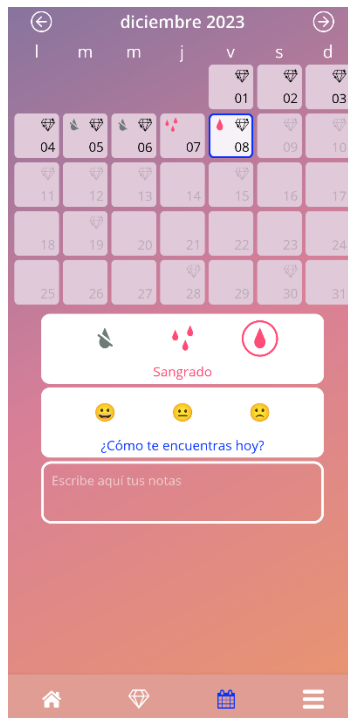 diciembre 2023
l m m j v s d
01 02 03
04 05 06 07 08 09 10
11 12 13 14 15 16 17
18 19 20 21 22 23 24
25 26 27 28 29 30 31
Sangrado
¿Cómo te encuentras hoy?
Escribe aquí tus notas